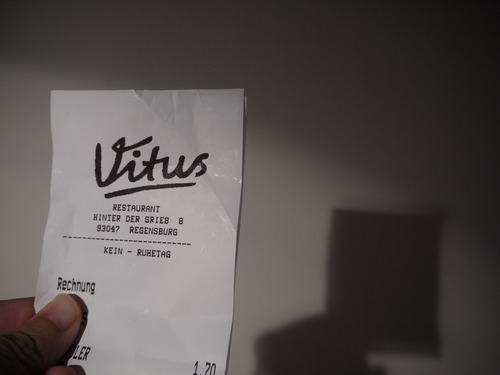 Vitus
RESTAURANT
HINTER DER GRIEB 8
93047 REGENSBURG
KEIN - RUHETAG
Rechnung
1,70